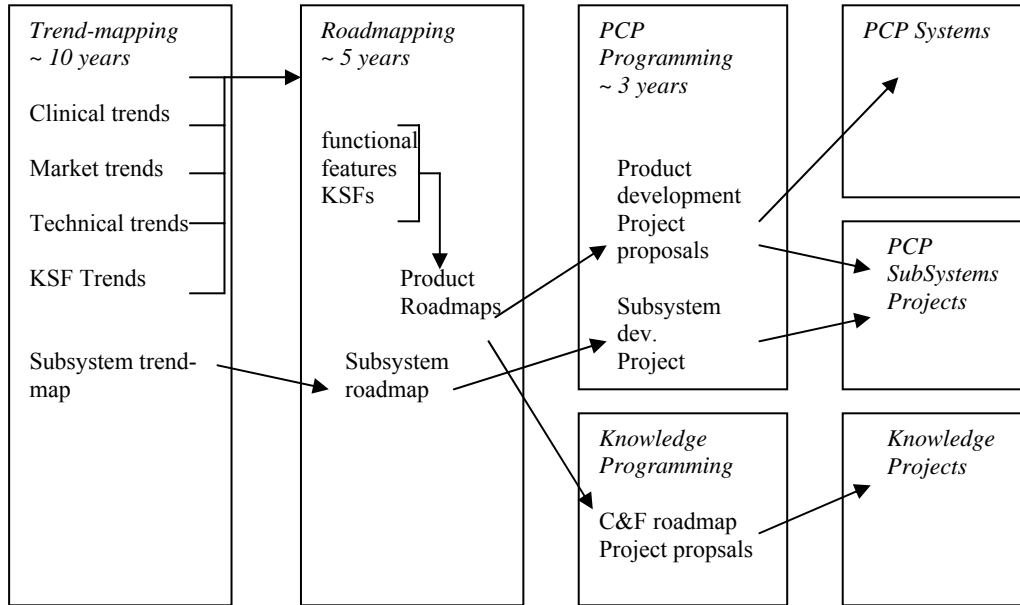 Trend-mapping
~ 10 years
Clinical trends
Market trends
Technical trends
KSF Trends
Subsystem trend-
map
Roadmapping
~ 5 years
functional
features
KSFs
Product
Roadmaps
Subsystem
roadmap
PCP
Programming
~ 3 years
Product
development
Project
proposals
Subsystem
dev.
Project
Knowledge
Programming
C&F roadmap
Project propsals
PCP Systems
PCP
SubSystems
Projects
Knowledge
Projects